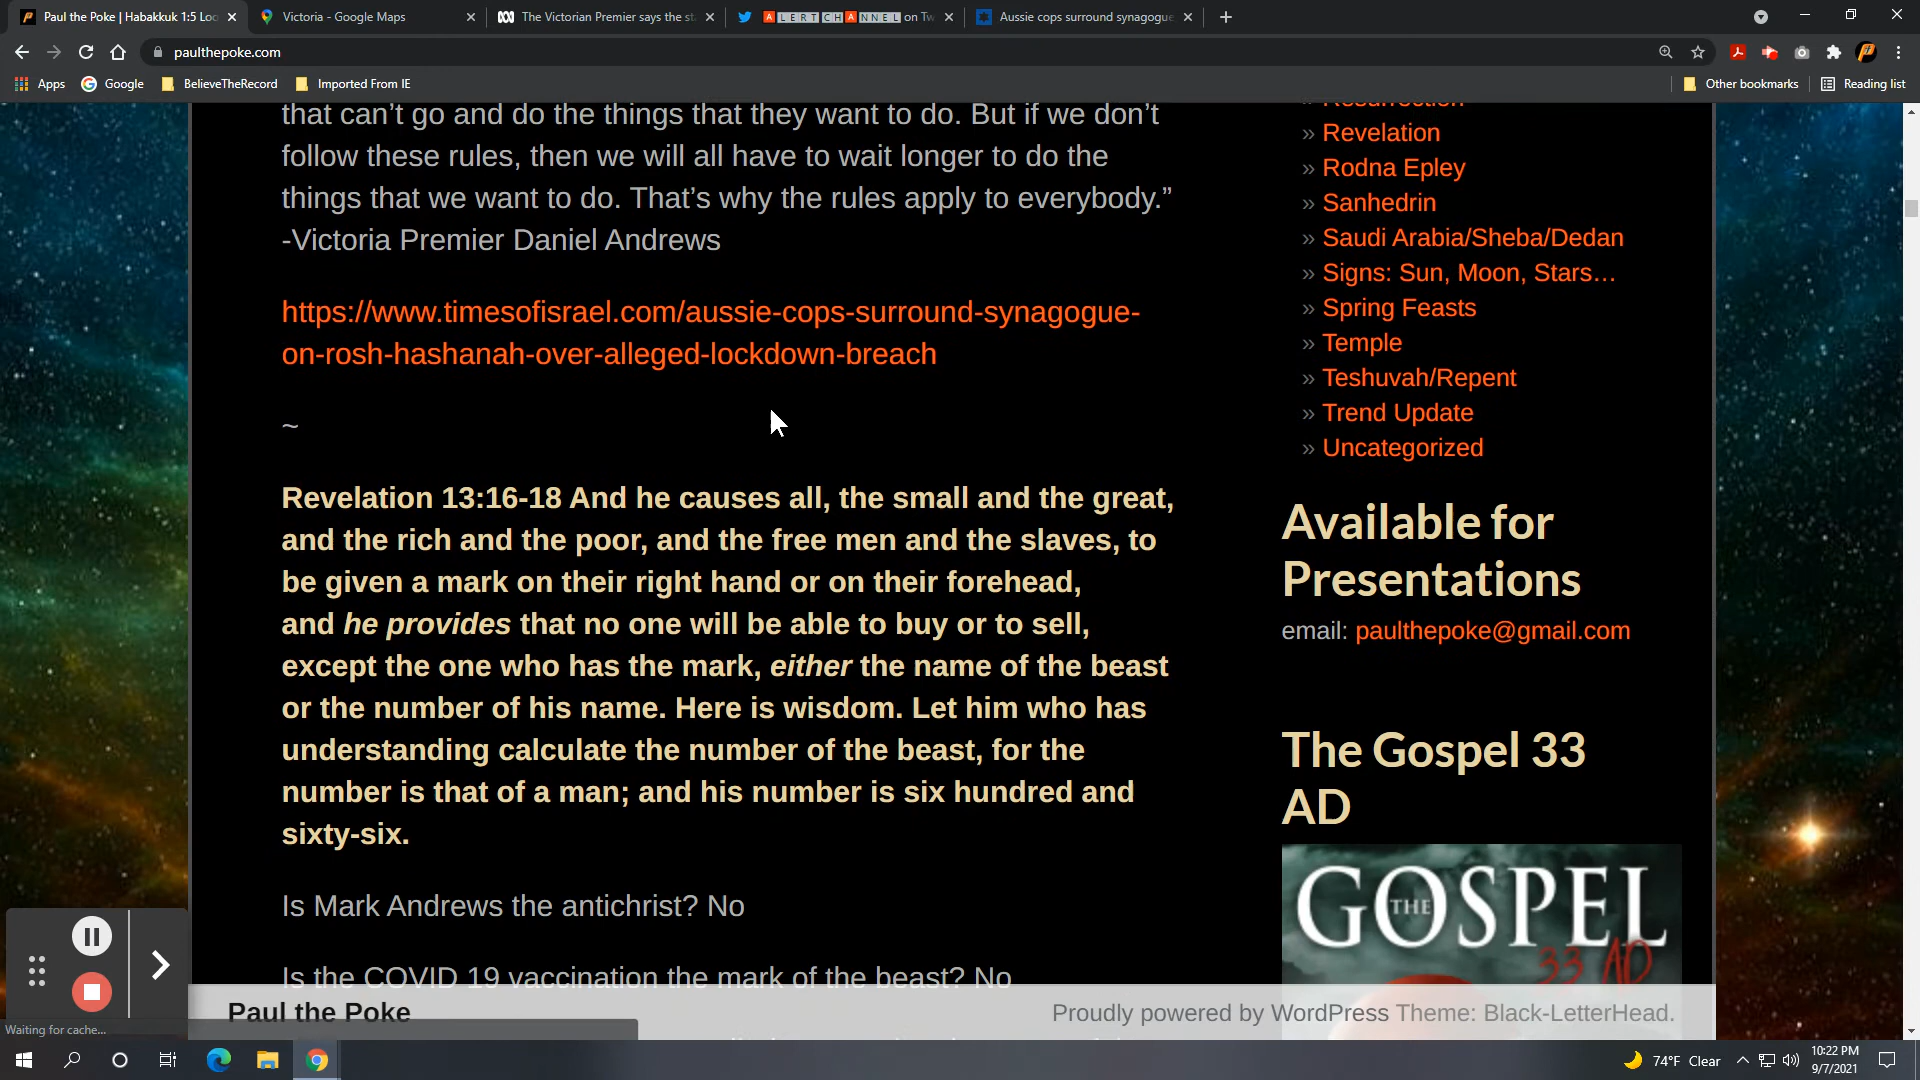 Paul the Poke | Habakkuk 1:5 Loo
Victoria - Google Maps
The Victorian Premier says the sta
ALERT CHANNEL on Tw
Aussie cops surround synagogue
paulthepoke.com
Apps
Google
BelieveTheRecord
Imported From IE
Other bookmarks
Reading list
that can’t go and do the things that they want to do. But if we don’t
follow these rules, then we will all have to wait longer to do the
things that we want to do. That’s why the rules apply to everybody.”
-Victoria Premier Daniel Andrews
https://www.timesofisrael.com/aussie-cops-surround-synagogue-
on-rosh-hashanah-over-alleged-lockdown-breach
~
Revelation 13:16-18 And he causes all, the small and the great,
and the rich and the poor, and the free men and the slaves, to
be given a mark on their right hand or on their forehead,
and he provides that no one will be able to buy or to sell,
except the one who has the mark, either the name of the beast
or the number of his name. Here is wisdom. Let him who has
understanding calculate the number of the beast, for the
number is that of a man; and his number is six hundred and
sixty-six.
Is Mark Andrews the antichrist? No
Is the COVID 19 vaccination the mark of the beast? No
» Resurrection
» Revelation
» Rodna Epley
» Sanhedrin
» Saudi Arabia/Sheba/Dedan
» Signs: Sun, Moon, Stars…
» Spring Feasts
» Temple
» Teshuvah/Repent
» Trend Update
» Uncategorized
Available for
Presentations
email: paulthepoke@gmail.com
The Gospel 33
AD
THE GOSPEL
33 AD
Paul the Poke
Proudly powered by WordPress Theme: Black-LetterHead.
Waiting for cache...
74°F Clear
10:22 PM
9/7/2021